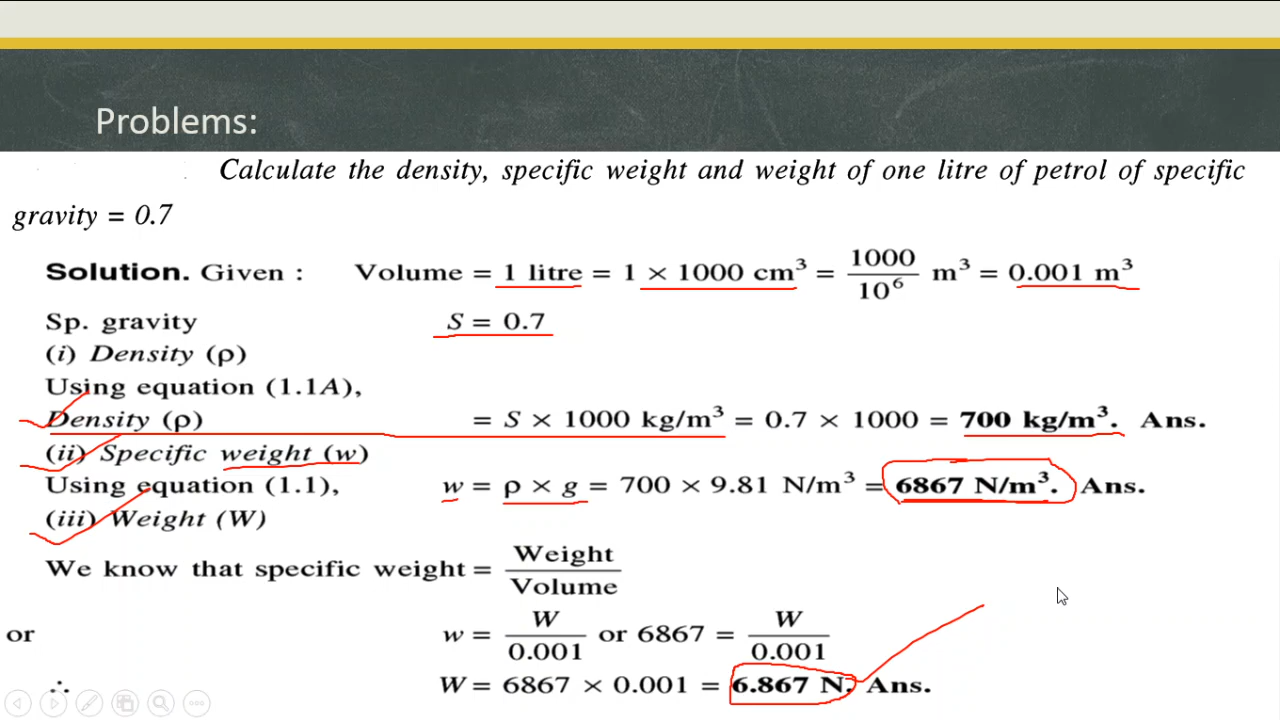 Problems:
Calculate the density, specific weight and weight of one litre of petrol of specific
gravity = 0.7
Solution. Given : Volume = 1 litre = 1 × 1000 cm³ = 1000/10⁶ m³ = 0.001 m³
Sp. gravity S = 0.7
(i) Density (ρ)
Using equation (1.1A),
Density (ρ) = S × 1000 kg/m³ = 0.7 × 1000 = 700 kg/m³. Ans.
(ii) Specific weight (w)
Using equation (1.1), w = ρ × g = 700 × 9.81 N/m³ = 6867 N/m³. Ans.
(iii) Weight (W)
We know that specific weight = Weight/Volume
or w = W/0.001 or 6867 = W/0.001
∴ W = 6867 × 0.001 = 6.867 N. Ans.